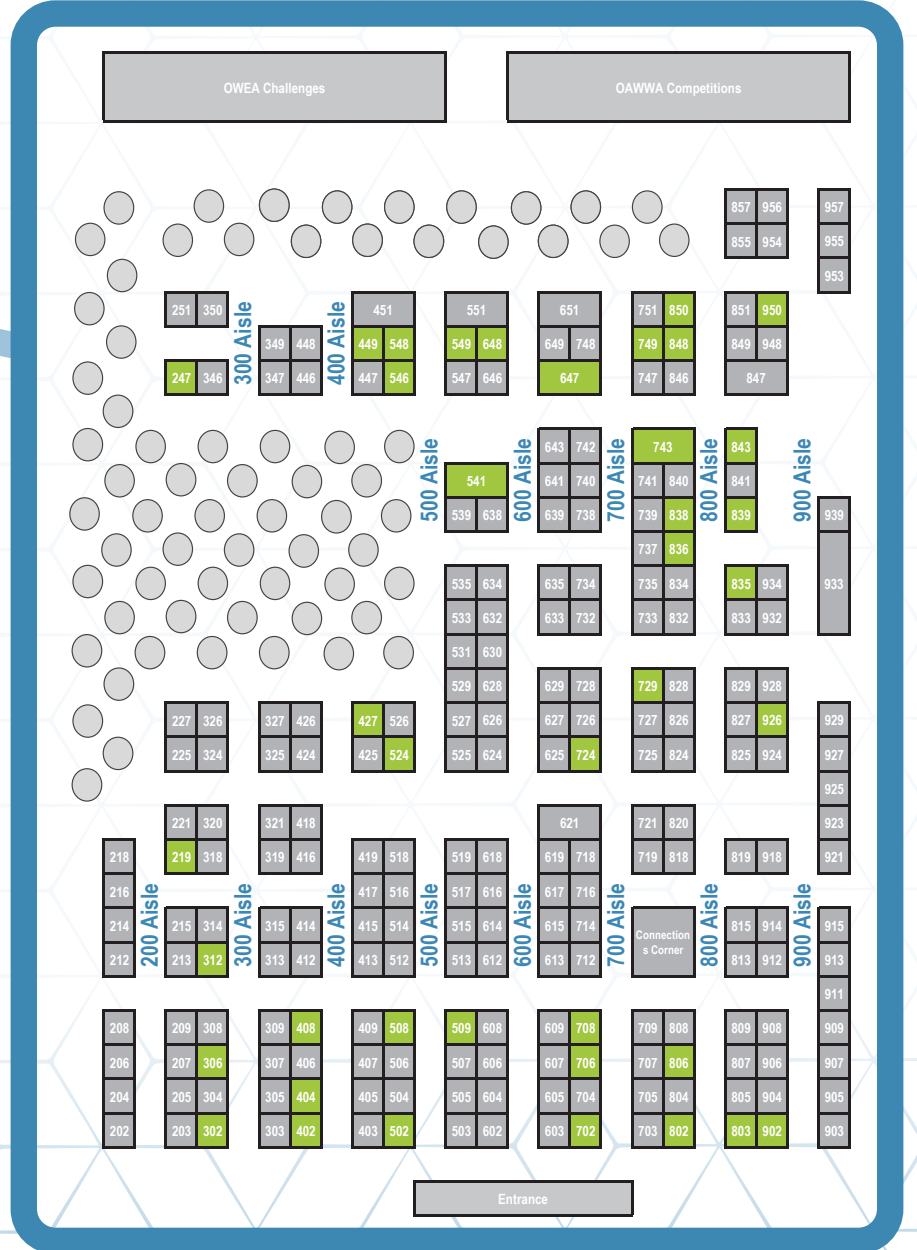 OWEA Challenges OAWWA Competitions
857 956 957
855 954 955
953
251 350 300 Aisle 400 Aisle 451 551 651 751 850 851 950
349 448 449 548 549 648 649 748 749 848 849 948
247 346 347 446 447 546 547 646 647 747 846 847
500 Aisle 600 Aisle 643 742 700 Aisle 743 800 Aisle 843 900 Aisle
541 641 740 741 840 841
539 638 639 738 739 838 839 939
737 836
535 634 635 734 735 834 835 934 933
533 632 633 732 733 832 833 932
531 630
529 628 629 728 729 828 829 928
227 326 327 426 427 526 527 626 627 726 727 826 827 926 929
225 324 325 424 425 524 525 624 625 724 725 824 825 924 927
925
221 320 321 418 621 721 820 923
218 219 318 319 416 419 518 519 618 619 718 719 818 819 918 921
216 417 516 517 616 617 716
200 Aisle 300 Aisle 400 Aisle 500 Aisle 600 Aisle 700 Aisle 800 Aisle 900 Aisle
214 215 314 315 414 415 514 515 614 615 714 Connection 815 914 915
212 213 312 313 412 413 512 513 612 613 712 s Corner 813 912 913
911
208 209 308 309 408 409 508 509 608 609 708 709 808 809 908 909
206 207 306 307 406 407 506 507 606 607 706 707 806 807 906 907
204 205 304 305 404 405 504 505 604 605 704 705 804 805 904 905
202 203 302 303 402 403 502 503 602 603 702 703 802 803 902 903
Entrance